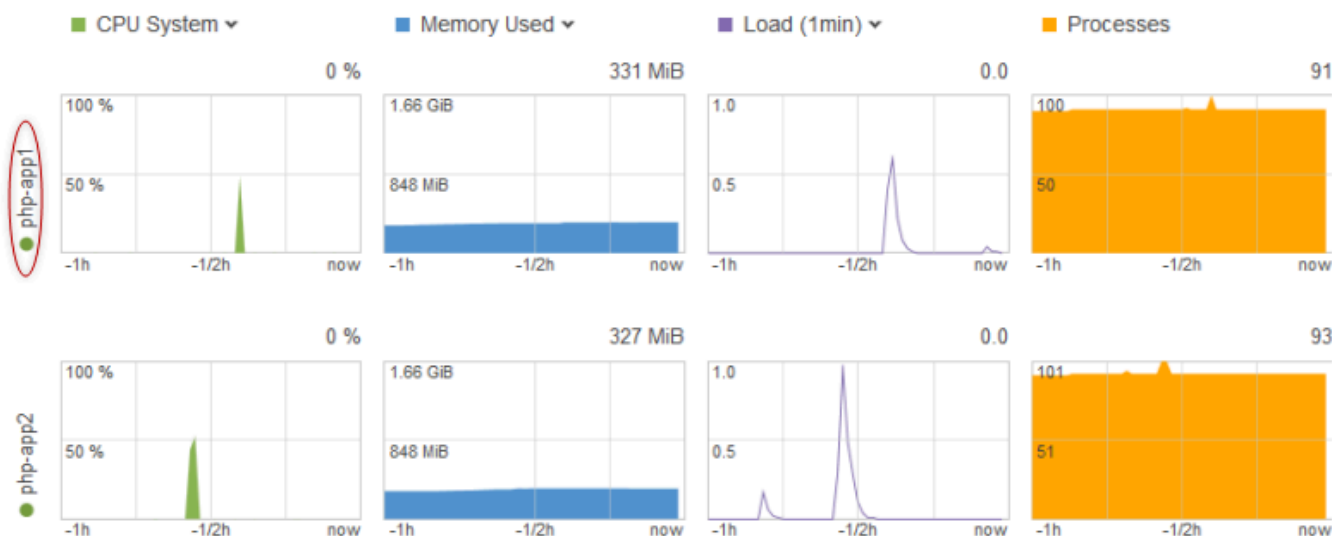 CPU System
Memory Used
Load (1min)
Processes
php-app1
0 %
100 %
50 %
-1h -1/2h now
331 MiB
1.66 GiB
848 MiB
-1h -1/2h now
0.0
1.0
0.5
-1h -1/2h now
91
100
50
-1h -1/2h now
php-app2
0 %
100 %
50 %
-1h -1/2h now
327 MiB
1.66 GiB
848 MiB
-1h -1/2h now
0.0
1.0
0.5
-1h -1/2h now
93
101
51
-1h -1/2h now